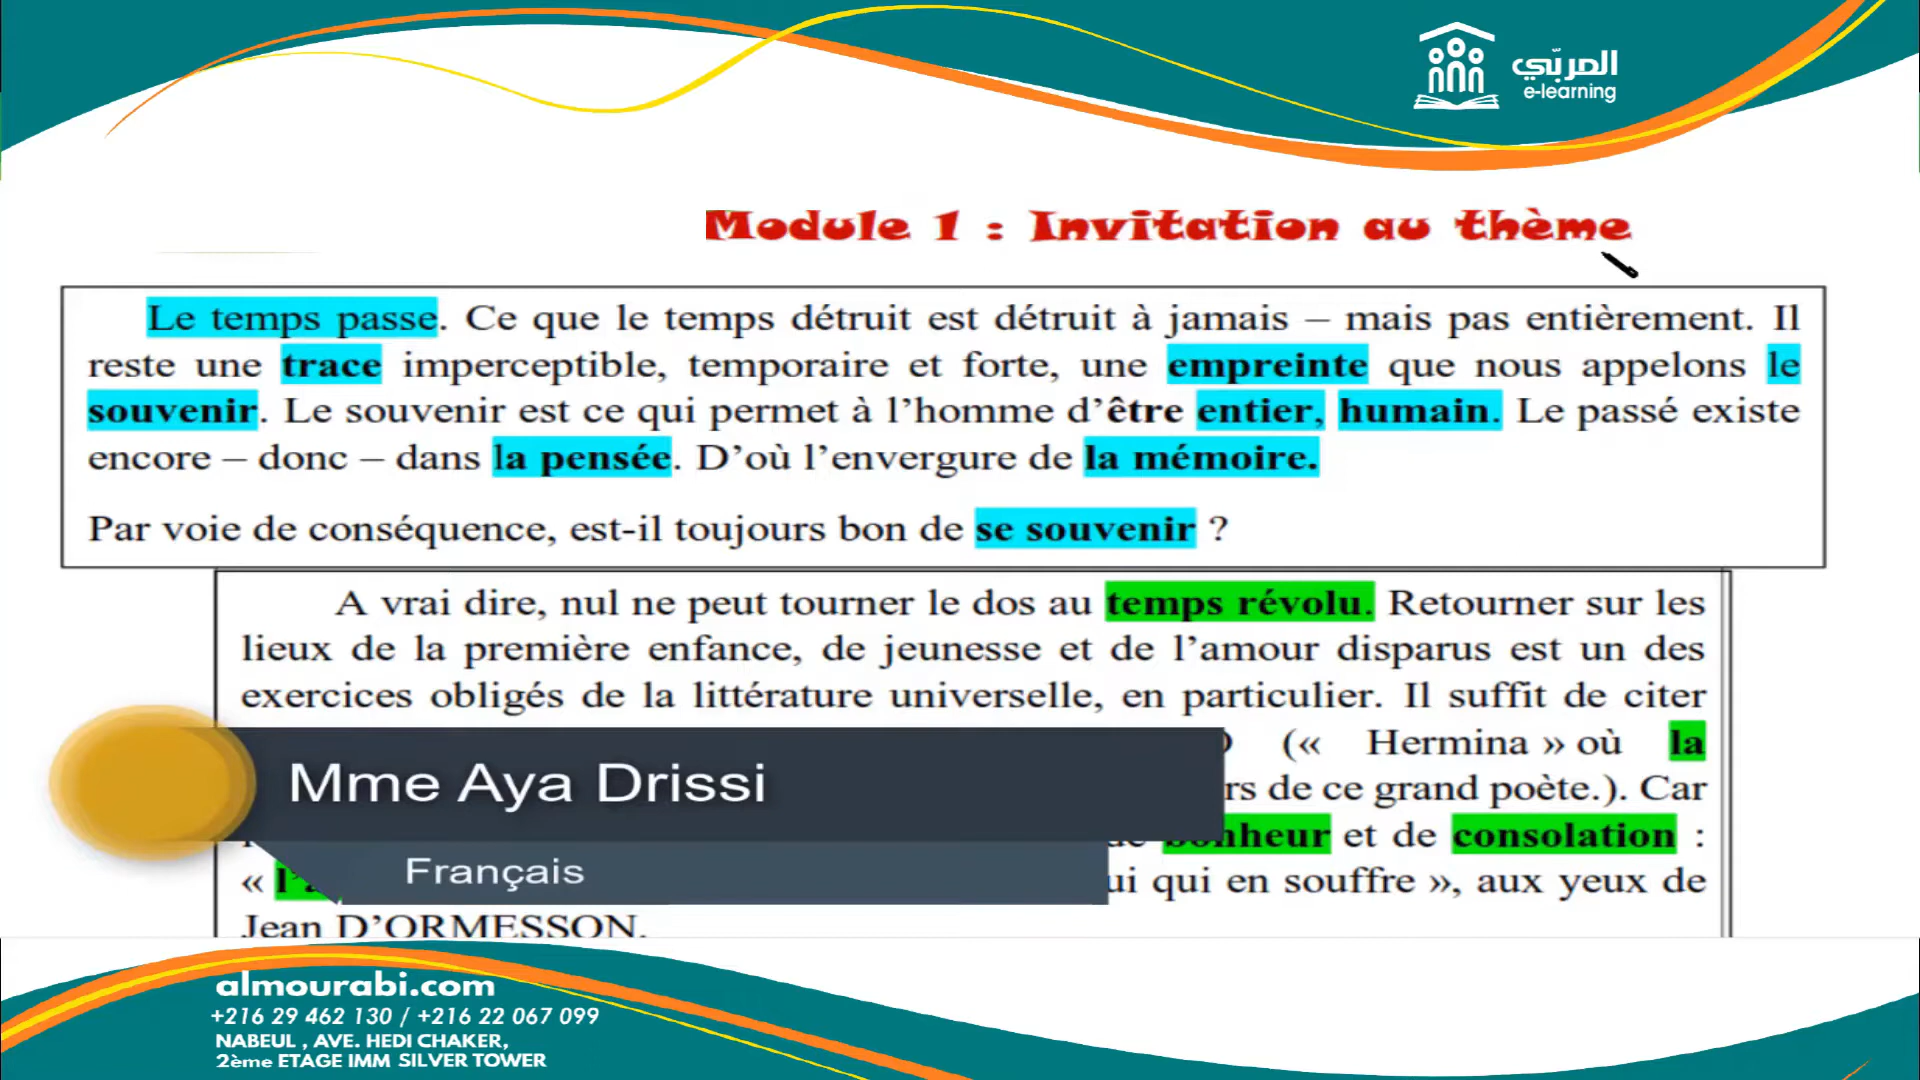 المربّي
e-learning
Module 1 : Invitation au thème
Le temps passe. Ce que le temps détruit est détruit à jamais – mais pas entièrement. Il
reste une trace imperceptible, temporaire et forte, une empreinte que nous appelons le
souvenir. Le souvenir est ce qui permet à l’homme d’être entier, humain. Le passé existe
encore – donc – dans la pensée. D’où l’envergure de la mémoire.
Par voie de conséquence, est-il toujours bon de se souvenir ?
A vrai dire, nul ne peut tourner le dos au temps révolu. Retourner sur les
lieux de la première enfance, de jeunesse et de l’amour disparus est un des
exercices obligés de la littérature universelle, en particulier. Il suffit de citer
(« Hermina » où la
de ce grand poète.). Car
et de consolation :
« qui en souffre », aux yeux de
Jean D’ORMESSON.
Mme Aya Drissi
Français
almourabi.com
+216 29 462 130 / +216 22 067 099
NABEUL , AVE. HEDI CHAKER,
2ème ETAGE IMM SILVER TOWER